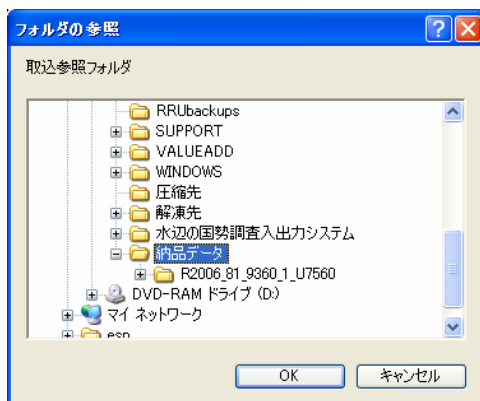 フォルダの参照
取込参照フォルダ
RRUbackups
SUPPORT
VALUEADD
WINDOWS
圧縮先
解凍先
水辺の国勢調査入出力システム
納品データ
R2006_81_9360_1_U7560
DVD-RAM ドライブ (D:)
マイ ネットワーク
esp
OK
キャンセル